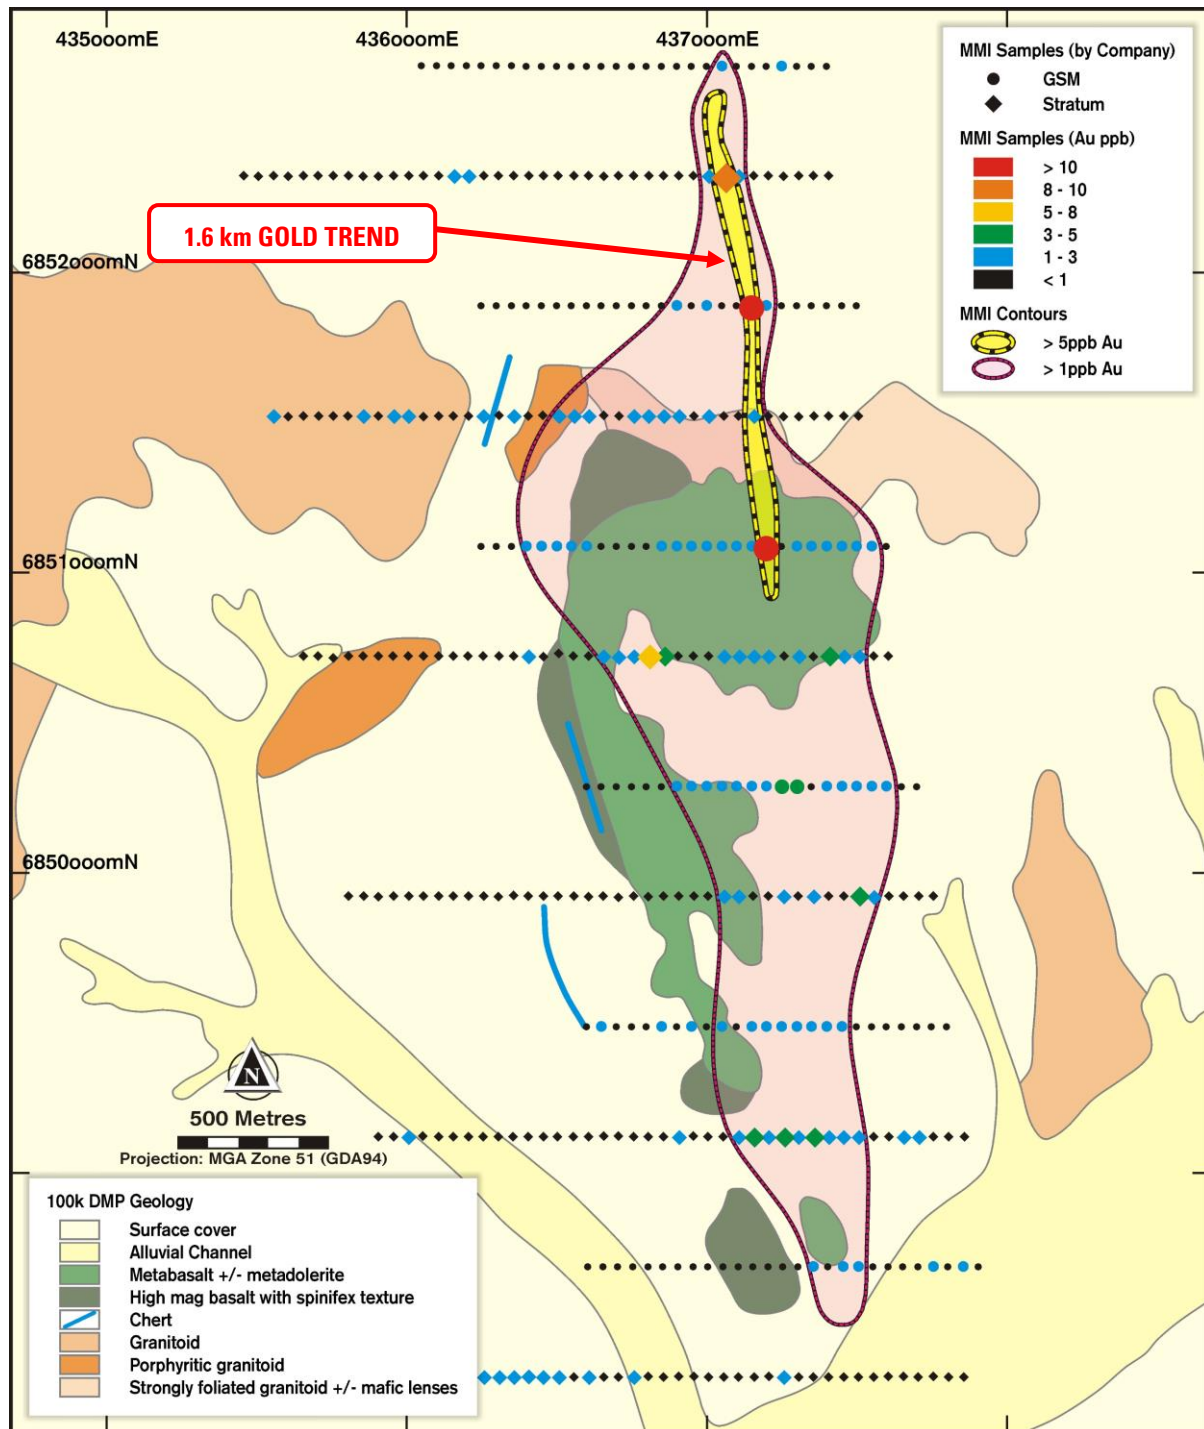 435000mE
436000mE
437000mE
MMI Samples (by Company)
GSM
Stratum
MMI Samples (Au ppb)
> 10
8 - 10
5 - 8
3 - 5
1 - 3
< 1
MMI Contours
> 5ppb Au
> 1ppb Au
1.6 km GOLD TREND
6852000mN
6851000mN
6850000mN
N
500 Metres
Projection: MGA Zone 51 (GDA94)
100k DMP Geology
Surface cover
Alluvial Channel
Metabasalt +/- metadolerite
High mag basalt with spinifex texture
Chert
Granitoid
Porphyritic granitoid
Strongly foliated granitoid +/- mafic lenses